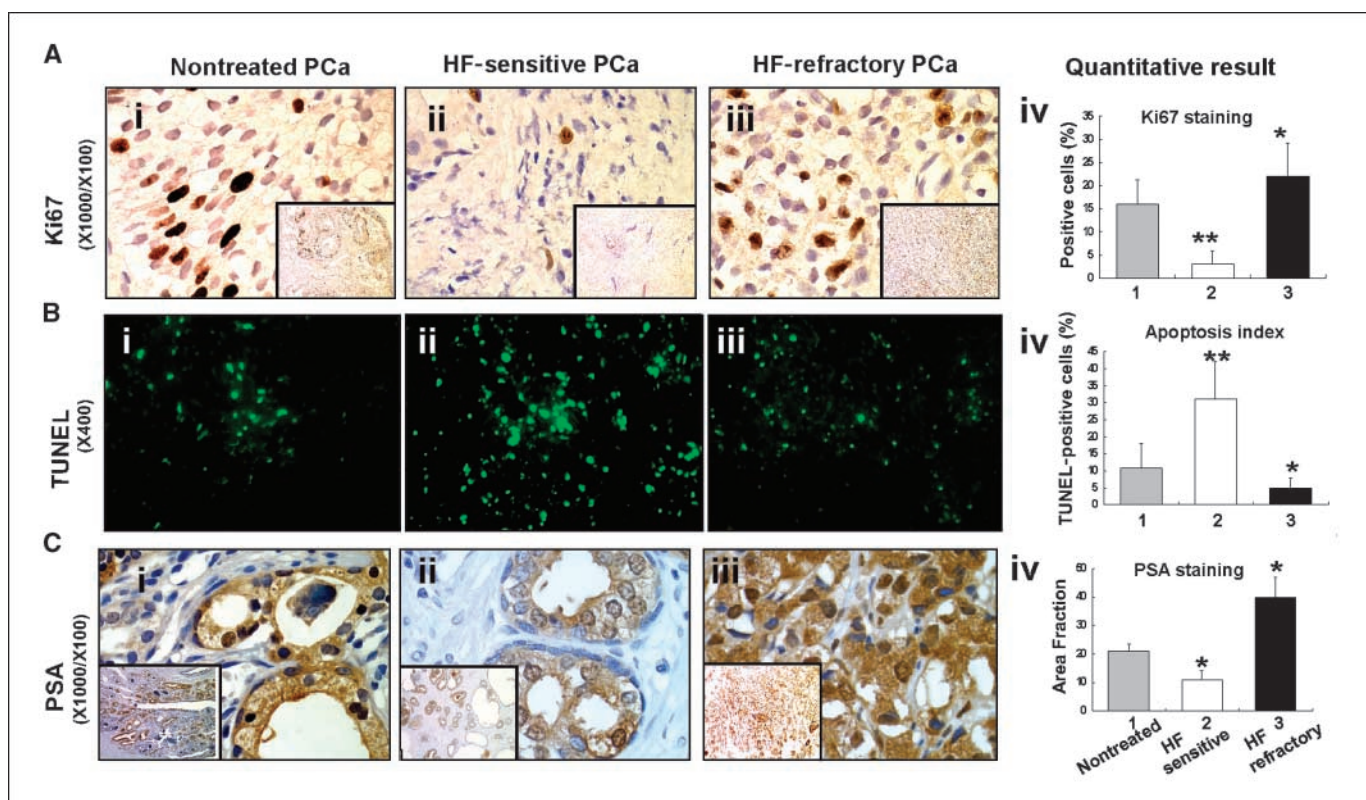 A
Nontreated PCa HF-sensitive PCa HF-refractory PCa Quantitative result
Ki67
(X1000/X100)
i ii iii iv
Ki67 staining
Positive cells (%)
35
30
25
20
15
10
5
0
* ** 
1 2 3
B
TUNEL
(X400)
i ii iii iv
Apoptosis index
TUNEL-positive cells (%)
45
40
35
30
25
20
15
10
5
0
** *
1 2 3
C
PSA
(X1000/X100)
i ii iii iv
PSA staining
Area Fraction
60
50
40
30
20
10
0
* *
1 2 3
Nontreated HF sensitive HF refractory